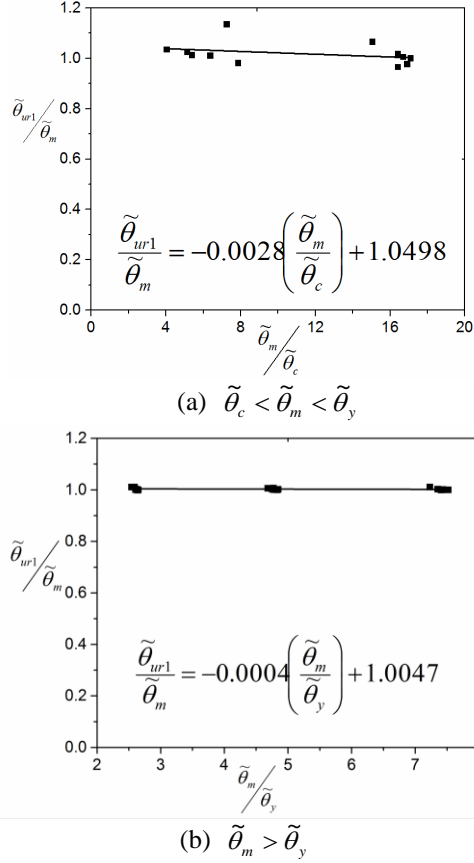 1.2
1.0
0.8
0.6
0.4
0.2
0.0
θ̃ur1/θ̃m
θ̃ur1/θ̃m = −0.0028(θ̃m/θ̃c)+1.0498
0 4 8 12 16 20
θ̃m/θ̃c
(a) θ̃c < θ̃m < θ̃y
1.2
1.0
0.8
0.6
0.4
0.2
0.0
θ̃ur1/θ̃m
θ̃ur1/θ̃m = −0.0004(θ̃m/θ̃y)+1.0047
2 3 4 5 6 7
θ̃m/θ̃y
(b) θ̃m > θ̃y